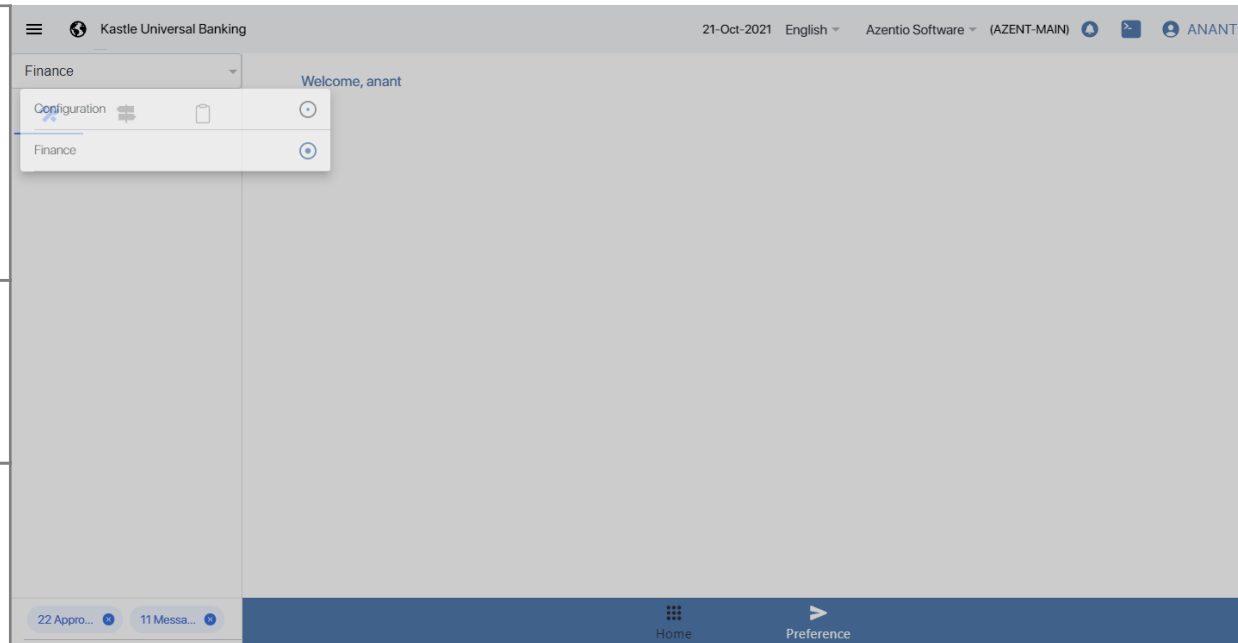 Kastle Universal Banking 21-Oct-2021 English Azentio Software (AZENT-MAIN) ANANT
Finance
Welcome, anant
Configuration
Finance
22 Appro... 11 Messa...
Home Preference